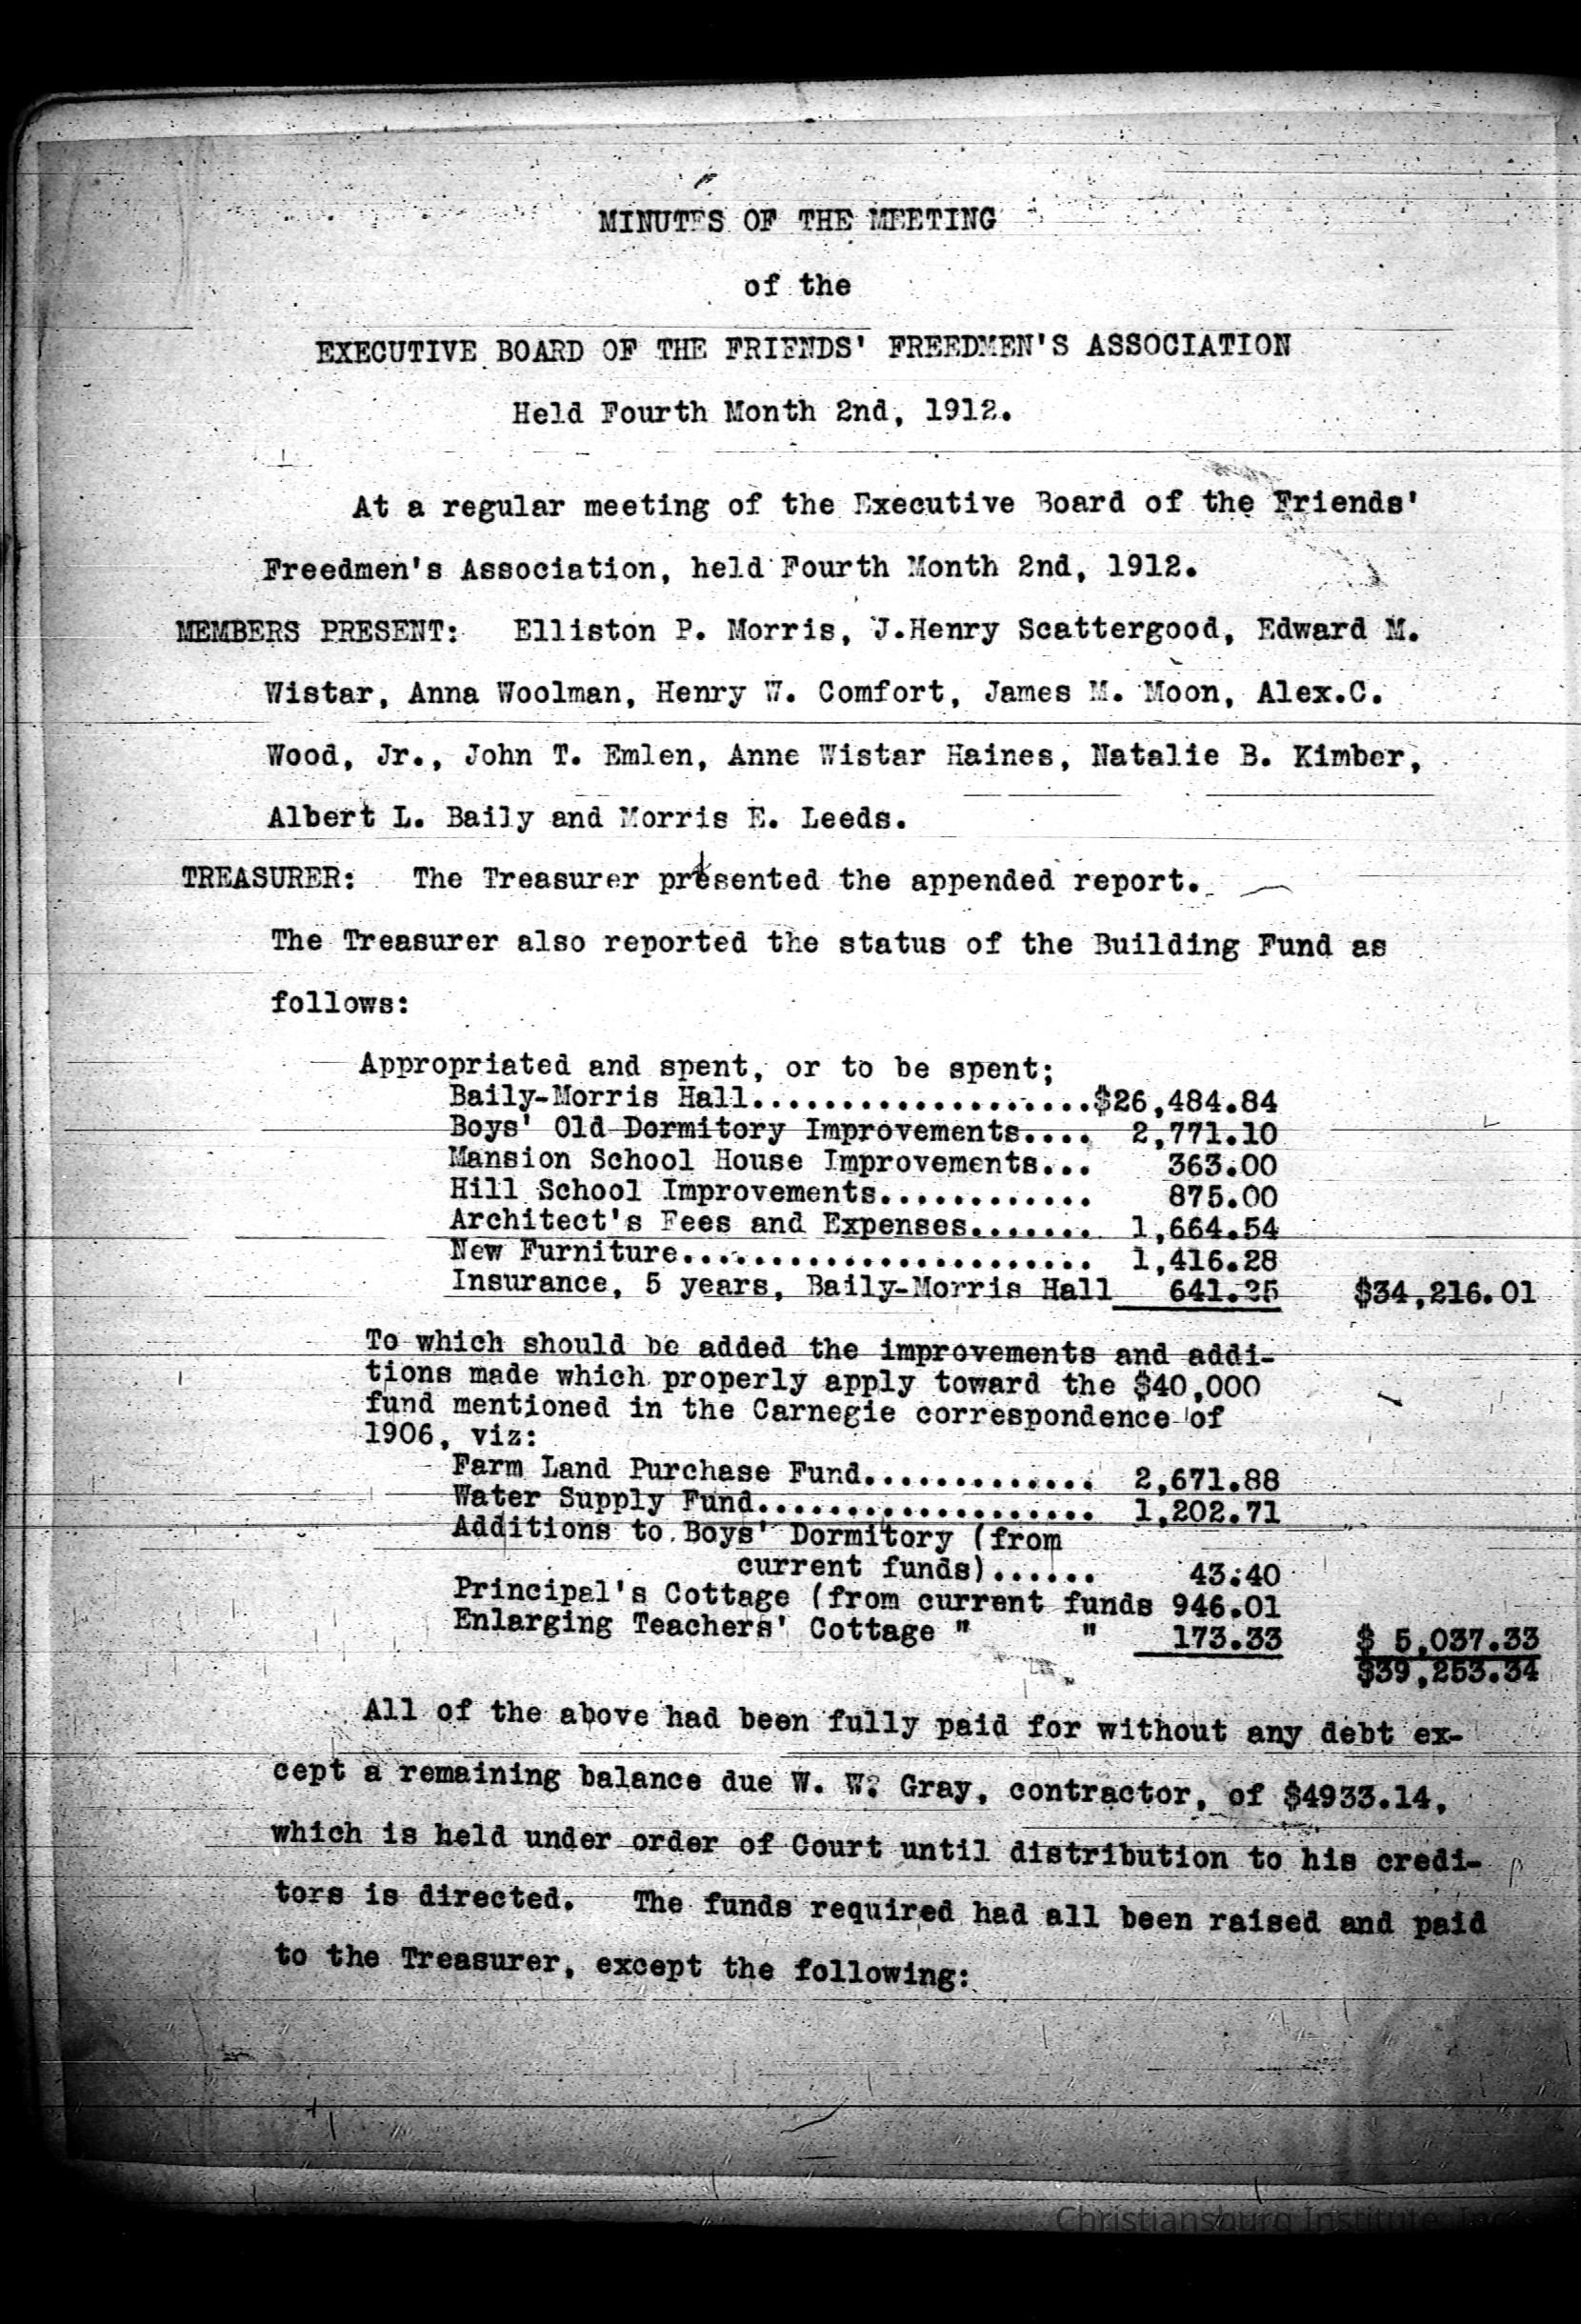 MINUTES OF THE MEETING
of the
EXECUTIVE BOARD OF THE FRIENDS' FREEDMEN'S ASSOCIATION
Held Fourth Month 2nd, 1912.
At a regular meeting of the Executive Board of the Friends'
Freedmen's Association, held Fourth Month 2nd, 1912.
MEMBERS PRESENT: Elliston P. Morris, J.Henry Scattergood, Edward M.
Wistar, Anna Woolman, Henry W. Comfort, James M. Moon, Alex.C.
Wood, Jr., John T. Emlen, Anne Wistar Haines, Natalie B. Kimber,
Albert L. Baily and Morris E. Leeds.
TREASURER: The Treasurer presented the appended report.
The Treasurer also reported the status of the Building Fund as
follows:
Appropriated and spent, or to be spent;
Baily-Morris Hall...................$26,484.84
Boys' Old Dormitory Improvements.... 2,771.10
Mansion School House Improvements... 363.00
Hill School Improvements............ 875.00
Architect's Fees and Expenses....... 1,664.54
New Furniture....................... 1,416.28
Insurance, 5 years, Baily-Morris Hall 641.25 $34,216.01
To which should be added the improvements and addi-
tions made which properly apply toward the $40,000
fund mentioned in the Carnegie correspondence of
1906, viz:
Farm Land Purchase Fund............. 2,671.88
Water Supply Fund................... 1,202.71
Additions to Boys' Dormitory (from
current funds)...... 43.40
Principal's Cottage (from current funds 946.01
Enlarging Teachers' Cottage " " 173.33 $ 5,037.33
$39,253.34
All of the above had been fully paid for without any debt ex-
cept a remaining balance due W. W. Gray, contractor, of $4933.14,
which is held under order of Court until distribution to his credi-
tors is directed. The funds required had all been raised and paid
to the Treasurer, except the following:
Christiansburg Institute, Inc.